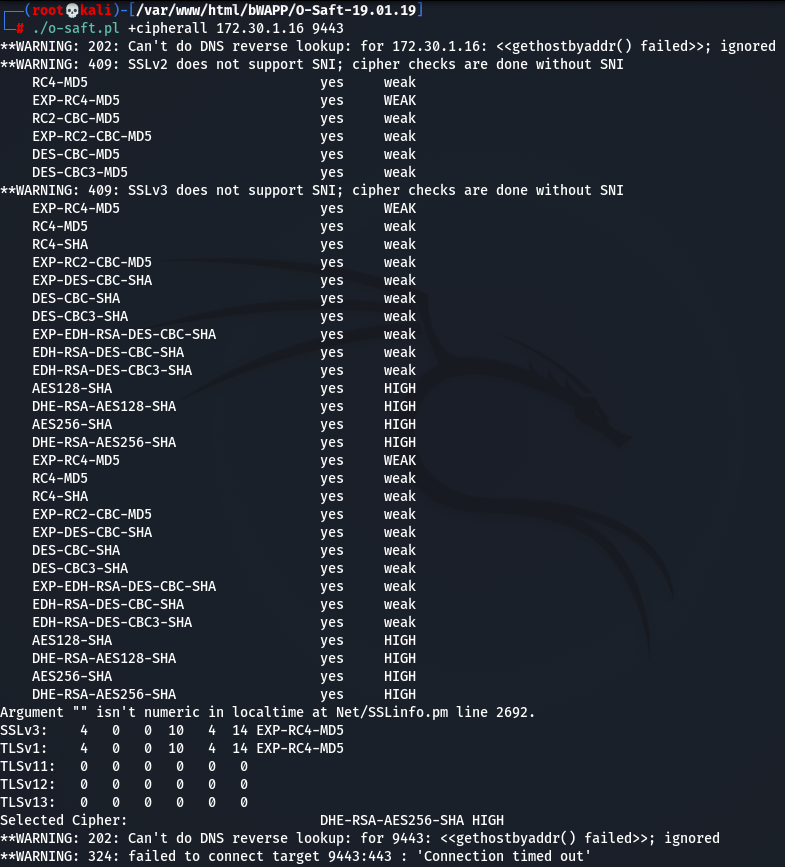 ┌──(root💀kali)-[/var/www/html/bWAPP/O-Saft-19.01.19]
└─# ./o-saft.pl +cipherall 172.30.1.16 9443
**WARNING: 202: Can't do DNS reverse lookup: for 172.30.1.16: <<gethostbyaddr() failed>>; ignored
**WARNING: 409: SSLv2 does not support SNI; cipher checks are done without SNI
    RC4-MD5                             yes     weak
    EXP-RC4-MD5                         yes     WEAK
    RC2-CBC-MD5                         yes     weak
    EXP-RC2-CBC-MD5                     yes     weak
    DES-CBC-MD5                         yes     weak
    DES-CBC3-MD5                        yes     weak
**WARNING: 409: SSLv3 does not support SNI; cipher checks are done without SNI
    EXP-RC4-MD5                         yes     WEAK
    RC4-MD5                             yes     weak
    RC4-SHA                             yes     weak
    EXP-RC2-CBC-MD5                     yes     weak
    EXP-DES-CBC-SHA                     yes     weak
    DES-CBC-SHA                         yes     weak
    DES-CBC3-SHA                        yes     weak
    EXP-EDH-RSA-DES-CBC-SHA             yes     weak
    EDH-RSA-DES-CBC-SHA                 yes     weak
    EDH-RSA-DES-CBC3-SHA                yes     weak
    AES128-SHA                          yes     HIGH
    DHE-RSA-AES128-SHA                  yes     HIGH
    AES256-SHA                          yes     HIGH
    DHE-RSA-AES256-SHA                  yes     HIGH
    EXP-RC4-MD5                         yes     WEAK
    RC4-MD5                             yes     weak
    RC4-SHA                             yes     weak
    EXP-RC2-CBC-MD5                     yes     weak
    EXP-DES-CBC-SHA                     yes     weak
    DES-CBC-SHA                         yes     weak
    DES-CBC3-SHA                        yes     weak
    EXP-EDH-RSA-DES-CBC-SHA             yes     weak
    EDH-RSA-DES-CBC-SHA                 yes     weak
    EDH-RSA-DES-CBC3-SHA                yes     weak
    AES128-SHA                          yes     HIGH
    DHE-RSA-AES128-SHA                  yes     HIGH
    AES256-SHA                          yes     HIGH
    DHE-RSA-AES256-SHA                  yes     HIGH
Argument "" isn't numeric in localtime at Net/SSLinfo.pm line 2692.
SSLv3:    4   0   0  10   4  14 EXP-RC4-MD5
TLSv1:    4   0   0  10   4  14 EXP-RC4-MD5
TLSv11:   0   0   0   0   0   0
TLSv12:   0   0   0   0   0   0
TLSv13:   0   0   0   0   0   0
Selected Cipher:                        DHE-RSA-AES256-SHA HIGH
**WARNING: 202: Can't do DNS reverse lookup: for 9443: <<gethostbyaddr() failed>>; ignored
**WARNING: 324: failed to connect target 9443:443 : 'Connection timed out'